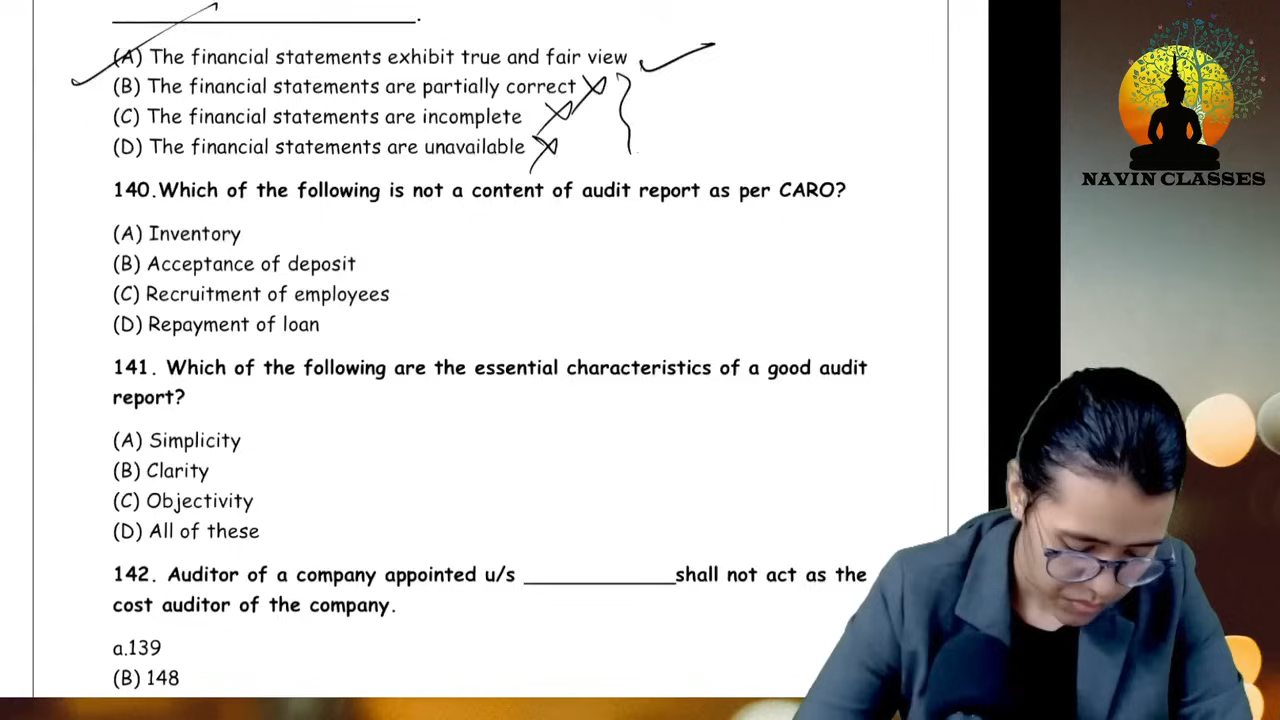 ____________________________.
(A) The financial statements exhibit true and fair view
(B) The financial statements are partially correct
(C) The financial statements are incomplete
(D) The financial statements are unavailable
140.Which of the following is not a content of audit report as per CARO?
(A) Inventory
(B) Acceptance of deposit
(C) Recruitment of employees
(D) Repayment of loan
141. Which of the following are the essential characteristics of a good audit
report?
(A) Simplicity
(B) Clarity
(C) Objectivity
(D) All of these
142. Auditor of a company appointed u/s ______________shall not act as the
cost auditor of the company.
a.139
(B) 148
NAVIN CLASSES